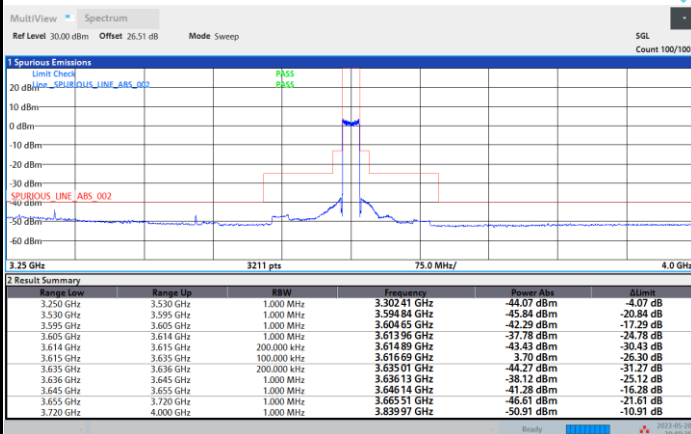 MultiView Spectrum
Ref Level 30.00 dBm Offset 26.51 dB Mode Sweep SGL
Count 100/100
1 Spurious Emissions
Limit Check PASS
Line _SPURIOUS_LINE_ABS_002 PASS
20 dBm
10 dBm
0 dBm
-10 dBm
-20 dBm
-30 dBm
SPURIOUS_LINE_ABS_002
-40 dBm
-50 dBm
-60 dBm
3.25 GHz 3211 pts 75.0 MHz/ 4.0 GHz
2 Result Summary
Range Low Range Up RBW Frequency Power Abs ΔLimit
3.250 GHz 3.530 GHz 1.000 MHz 3.302 41 GHz -44.07 dBm -4.07 dB
3.530 GHz 3.595 GHz 1.000 MHz 3.594 84 GHz -45.84 dBm -20.84 dB
3.595 GHz 3.605 GHz 1.000 MHz 3.604 65 GHz -42.29 dBm -17.29 dB
3.605 GHz 3.614 GHz 1.000 MHz 3.613 96 GHz -37.78 dBm -24.78 dB
3.614 GHz 3.615 GHz 200.000 kHz 3.614 89 GHz -43.43 dBm -30.43 dB
3.615 GHz 3.635 GHz 100.000 kHz 3.616 69 GHz 3.70 dBm -26.30 dB
3.635 GHz 3.636 GHz 200.000 kHz 3.635 01 GHz -44.27 dBm -31.27 dB
3.636 GHz 3.645 GHz 1.000 MHz 3.636 13 GHz -38.12 dBm -25.12 dB
3.645 GHz 3.655 GHz 1.000 MHz 3.646 14 GHz -41.28 dBm -16.28 dB
3.655 GHz 3.720 GHz 1.000 MHz 3.665 51 GHz -46.61 dBm -21.61 dB
3.720 GHz 4.000 GHz 1.000 MHz 3.839 97 GHz -50.91 dBm -10.91 dB
Ready